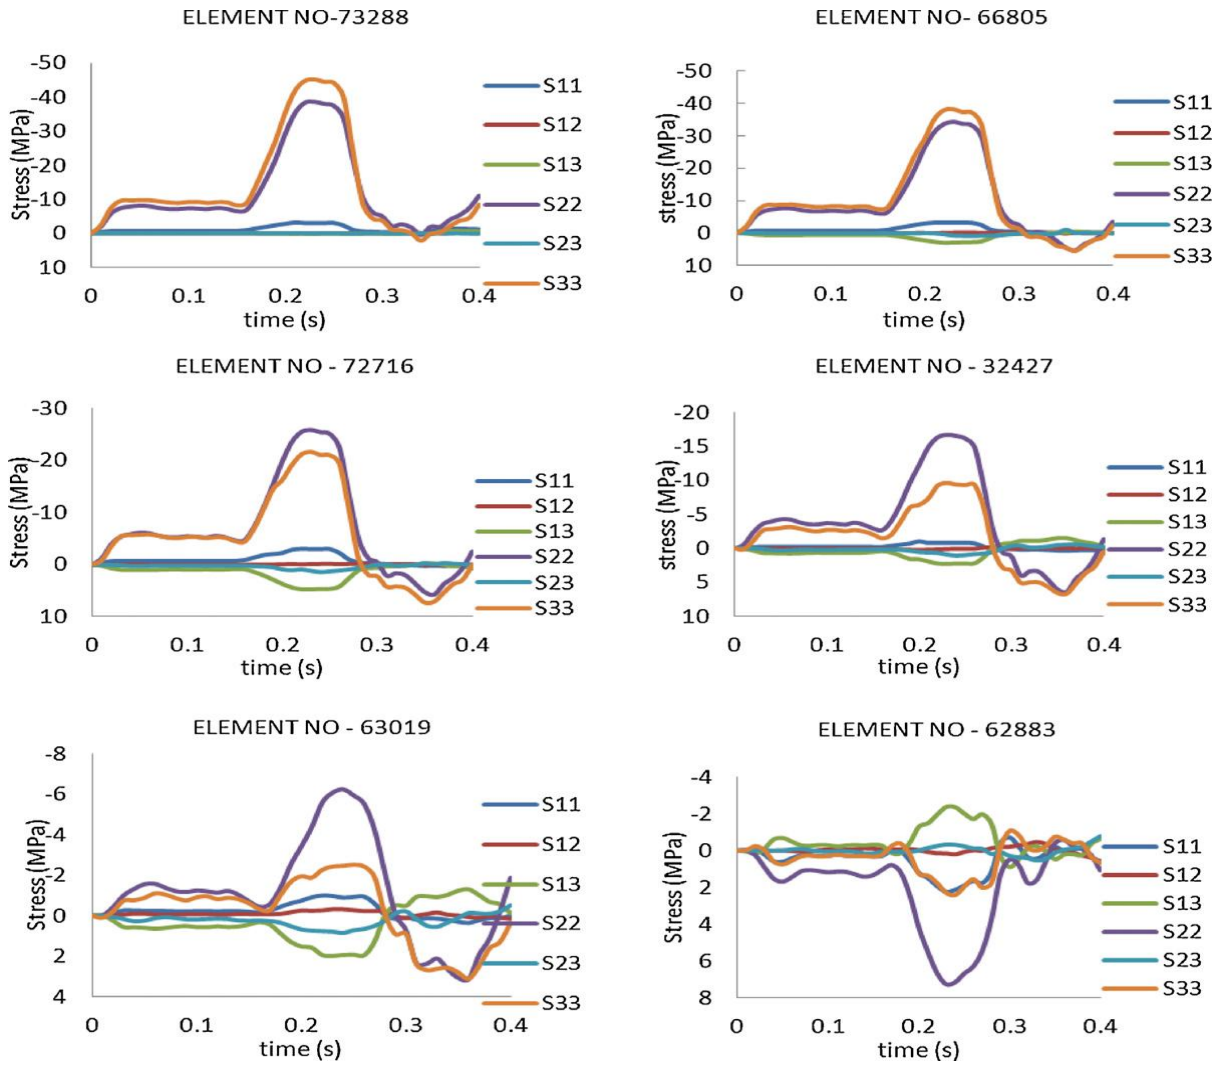 ELEMENT NO-73288
Stress (MPa)
-50
-40
-30
-20
-10
0
10
0 0.1 0.2 0.3 0.4
time (s)
S11
S12
S13
S22
S23
S33
ELEMENT NO- 66805
stress (MPa)
-50
-40
-30
-20
-10
0
10
0 0.1 0.2 0.3 0.4
time (s)
S11
S12
S13
S22
S23
S33
ELEMENT NO - 72716
Stress (MPa)
-30
-20
-10
0
10
0 0.1 0.2 0.3 0.4
time (s)
S11
S12
S13
S22
S23
S33
ELEMENT NO - 32427
stress (MPa)
-20
-15
-10
-5
0
5
10
0 0.1 0.2 0.3 0.4
time (s)
S11
S12
S13
S22
S23
S33
ELEMENT NO - 63019
Stress (MPa)
-8
-6
-4
-2
0
2
4
0 0.1 0.2 0.3 0.4
time (s)
S11
S12
S13
S22
S23
S33
ELEMENT NO - 62883
Stress (MPa)
-4
-2
0
2
4
6
8
0 0.1 0.2 0.3 0.4
time (s)
S11
S12
S13
S22
S23
S33